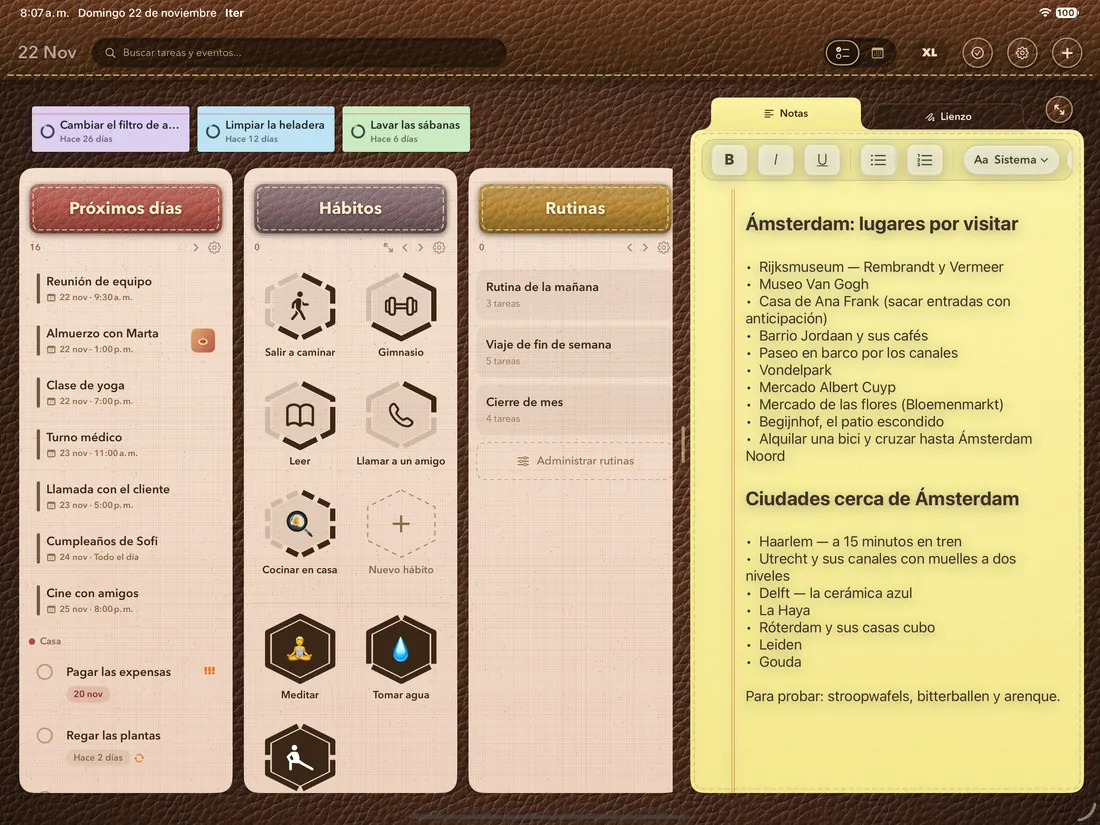 8:07 a. m. Domingo 22 de noviembre Iter
100
22 Nov
Buscar tareas y eventos...
XL
Cambiar el filtro de a...
Hace 26 días
Limpiar la heladera
Hace 12 días
Lavar las sábanas
Hace 6 días
Próximos días
16
Reunión de equipo
22 nov · 9:30 a. m.
Almuerzo con Marta
22 nov · 1:00 p. m.
Clase de yoga
22 nov · 7:00 p. m.
Turno médico
23 nov · 11:00 a. m.
Llamada con el cliente
23 nov · 5:00 p. m.
Cumpleaños de Sofi
24 nov · Todo el día
Cine con amigos
25 nov · 8:00 p. m.
Casa
Pagar las expensas
!!!
20 nov
Regar las plantas
Hace 2 días
Hábitos
0
Salir a caminar
Gimnasio
Leer
Llamar a un amigo
Cocinar en casa
Nuevo hábito
Meditar
Tomar agua
Rutinas
0
Rutina de la mañana
3 tareas
Viaje de fin de semana
5 tareas
Cierre de mes
4 tareas
Administrar rutinas
Notas
Lienzo
B I U
Aa Sistema
Ámsterdam: lugares por visitar
• Rijksmuseum — Rembrandt y Vermeer
• Museo Van Gogh
• Casa de Ana Frank (sacar entradas con
anticipación)
• Barrio Jordaan y sus cafés
• Paseo en barco por los canales
• Vondelpark
• Mercado Albert Cuyp
• Mercado de las flores (Bloemenmarkt)
• Begijnhof, el patio escondido
• Alquilar una bici y cruzar hasta Ámsterdam
Noord
Ciudades cerca de Ámsterdam
• Haarlem — a 15 minutos en tren
• Utrecht y sus canales con muelles a dos
niveles
• Delft — la cerámica azul
• La Haya
• Róterdam y sus casas cubo
• Leiden
• Gouda
Para probar: stroopwafels, bitterballen y arenque.